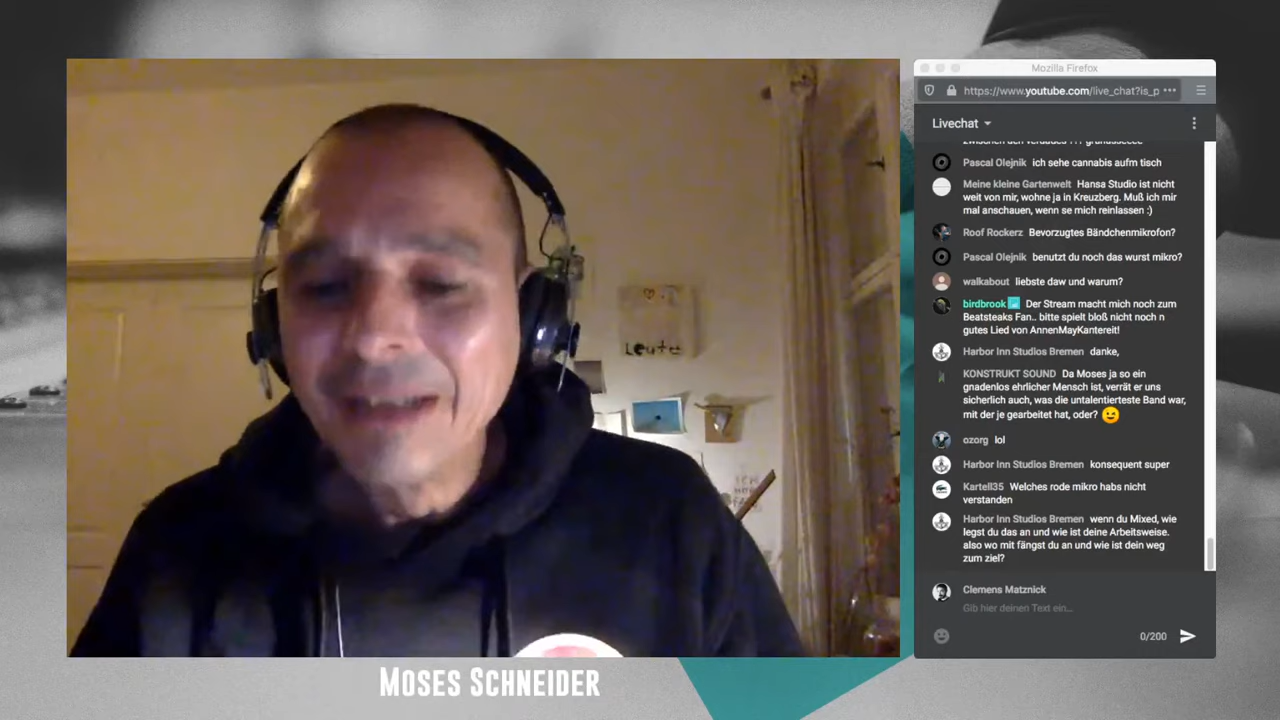 Mozilla Firefox
https://www.youtube.com/live_chat?is_p
Livechat
Pascal Olejnik ich sehe cannabis aufm tisch
Meine kleine Gartenwelt Hansa Studio ist nicht
weit von mir, wohne ja in Kreuzberg. Muß ich mir
mal anschauen, wenn se mich reinlassen :)
Roof Rockerz Bevorzugtes Bändchenmikrofon?
Pascal Olejnik benutzt du noch das wurst mikro?
walkabout liebste daw und warum?
birdbrook Der Stream macht mich noch zum
Beatsteaks Fan.. bitte spielt bloß nicht noch n
gutes Lied von AnnenMayKantereit!
Harbor Inn Studios Bremen danke,
KONSTRUKT SOUND Da Moses ja so ein
gnadenlos ehrlicher Mensch ist, verrät er uns
sicherlich auch, was die untalentierteste Band war,
mit der je gearbeitet hat, oder? 😉
ozorg lol
Harbor Inn Studios Bremen konsequent super
Kartell35 Welches rode mikro habs nicht
verstanden
Harbor Inn Studios Bremen wenn du Mixed, wie
legst du das an und wie ist deine Arbeitsweise.
also wo mit fängst du an und wie ist dein weg
zum ziel?
Clemens Matznick
Gib hier deinen Text ein...
0/200
Leute
MOSES SCHNEIDER